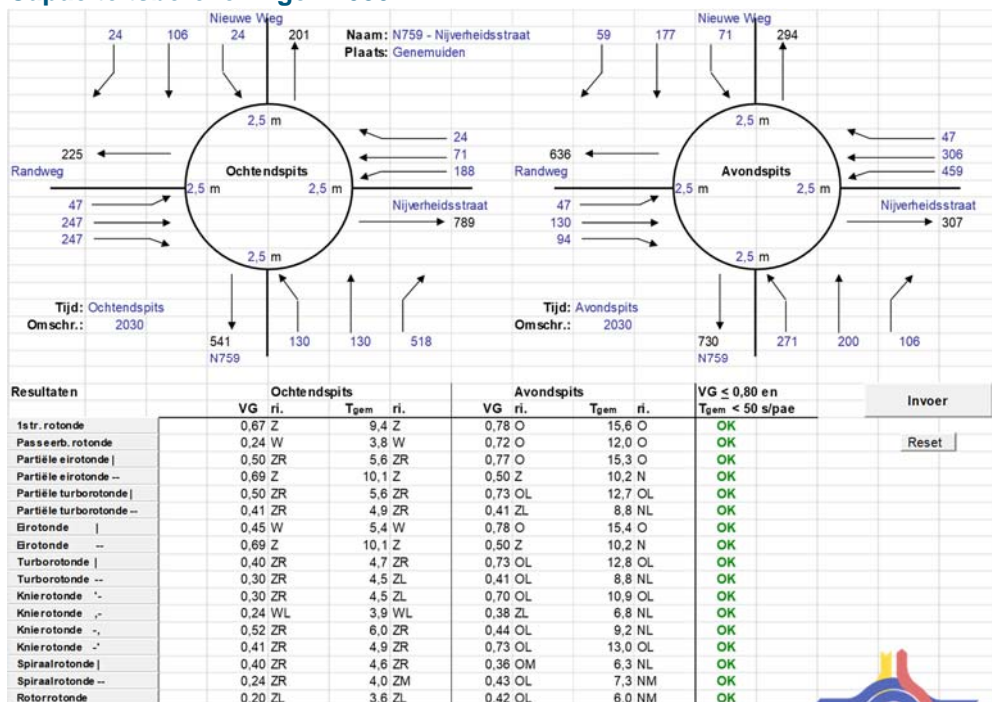 Nieuwe Weg Nieuwe Weg
24 106 24 201 Naam: N759 - Nijverheidsstraat 59 177 71 294
Plaats: Genemuiden
2,5 m 2,5 m
24 47
225 71 636 306
Randweg Ochtendspits 188 Randweg Avondspits 459
2,5 m 2,5 m 2,5 m 2,5 m
47 Nijverheidsstraat 47 Nijverheidsstraat
247 789 130 307
247 94
2,5 m 2,5 m
Tijd: Ochtendspits Tijd: Avondspits
Omschr.: 2030 Omschr.: 2030
541 130 130 518 730 271 200 106
N759 N759
Resultaten Ochtendspits Avondspits VG ≤ 0,80 en
VG ri. Tgem ri. VG ri. Tgem ri. Tgem < 50 s/pae
Invoer
1str. rotonde 0,67 Z 9,4 Z 0,78 O 15,6 O OK
Passeerb. rotonde 0,24 W 3,8 W 0,72 O 12,0 O OK
Reset
Partiële eirotonde | 0,50 ZR 5,6 ZR 0,77 O 15,3 O OK
Partiële eirotonde -- 0,69 Z 10,1 Z 0,50 Z 10,2 N OK
Partiële turborotonde | 0,50 ZR 5,6 ZR 0,73 OL 12,7 OL OK
Partiële turborotonde -- 0,41 ZR 4,9 ZR 0,41 ZL 8,8 NL OK
Eirotonde | 0,45 W 5,4 W 0,78 O 15,4 O OK
Eirotonde -- 0,69 Z 10,1 Z 0,50 Z 10,2 N OK
Turborotonde | 0,40 ZR 4,7 ZR 0,73 OL 12,8 OL OK
Turborotonde -- 0,30 ZR 4,5 ZL 0,41 OL 8,8 NL OK
Knierotonde '- 0,30 ZR 4,5 ZL 0,70 OL 10,9 OL OK
Knierotonde ,- 0,24 WL 3,9 WL 0,38 ZL 6,8 NL OK
Knierotonde -, 0,52 ZR 6,0 ZR 0,44 OL 9,2 NL OK
Knierotonde -' 0,41 ZR 4,9 ZR 0,73 OL 13,0 OL OK
Spiraalrotonde | 0,40 ZR 4,6 ZR 0,36 OM 6,3 NL OK
Spiraalrotonde -- 0,24 ZR 4,0 ZM 0,43 OL 7,3 NM OK
Rotorrotonde 0,20 ZL 3,6 ZL 0,42 OL 6,0 NM OK